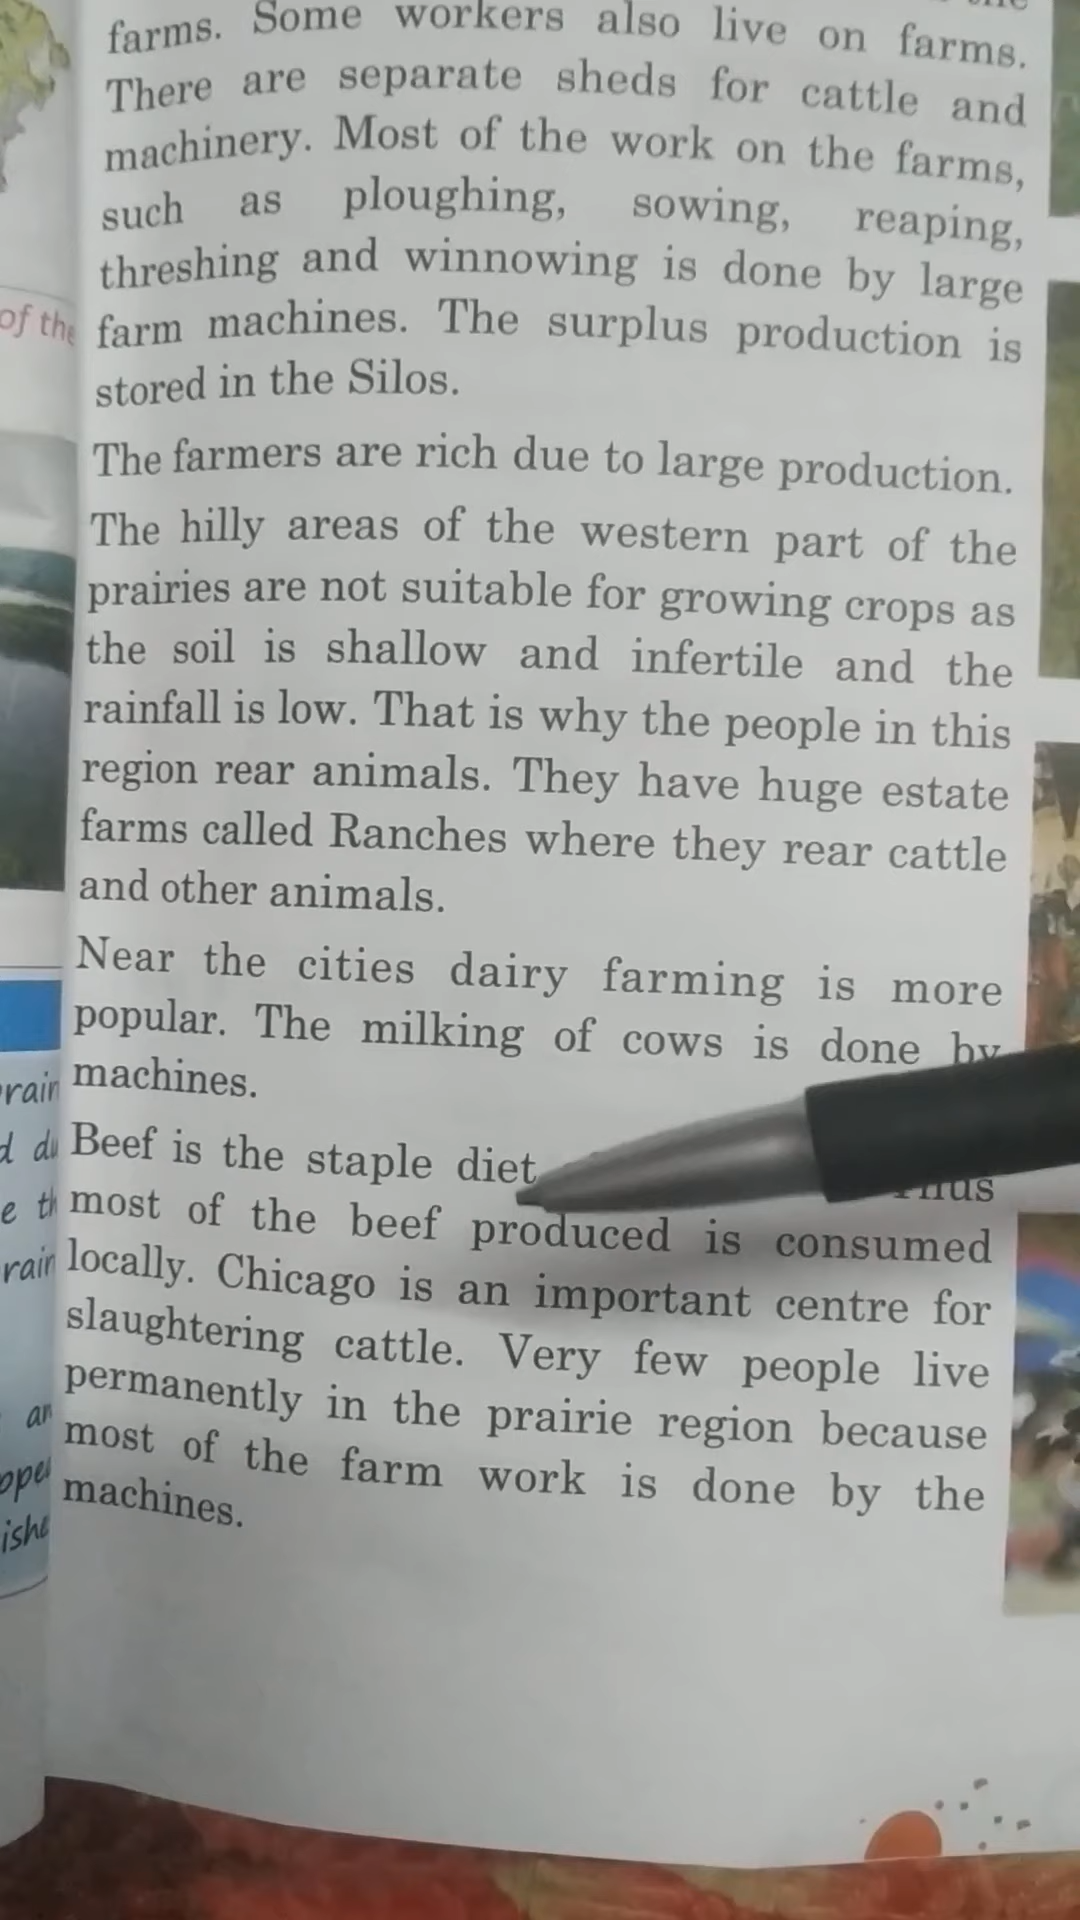 farms. Some workers also live on farms.
There are separate sheds for cattle and
machinery. Most of the work on the farms,
such as ploughing, sowing, reaping,
threshing and winnowing is done by large
farm machines. The surplus production is
stored in the Silos.
The farmers are rich due to large production.
The hilly areas of the western part of the
prairies are not suitable for growing crops as
the soil is shallow and infertile and the
rainfall is low. That is why the people in this
region rear animals. They have huge estate
farms called Ranches where they rear cattle
and other animals.
Near the cities dairy farming is more
popular. The milking of cows is done by
machines.
Beef is the staple diet
most of the beef produced is consumed
locally. Chicago is an important centre for
slaughtering cattle. Very few people live
permanently in the prairie region because
most of the farm work is done by the
machines.
of the